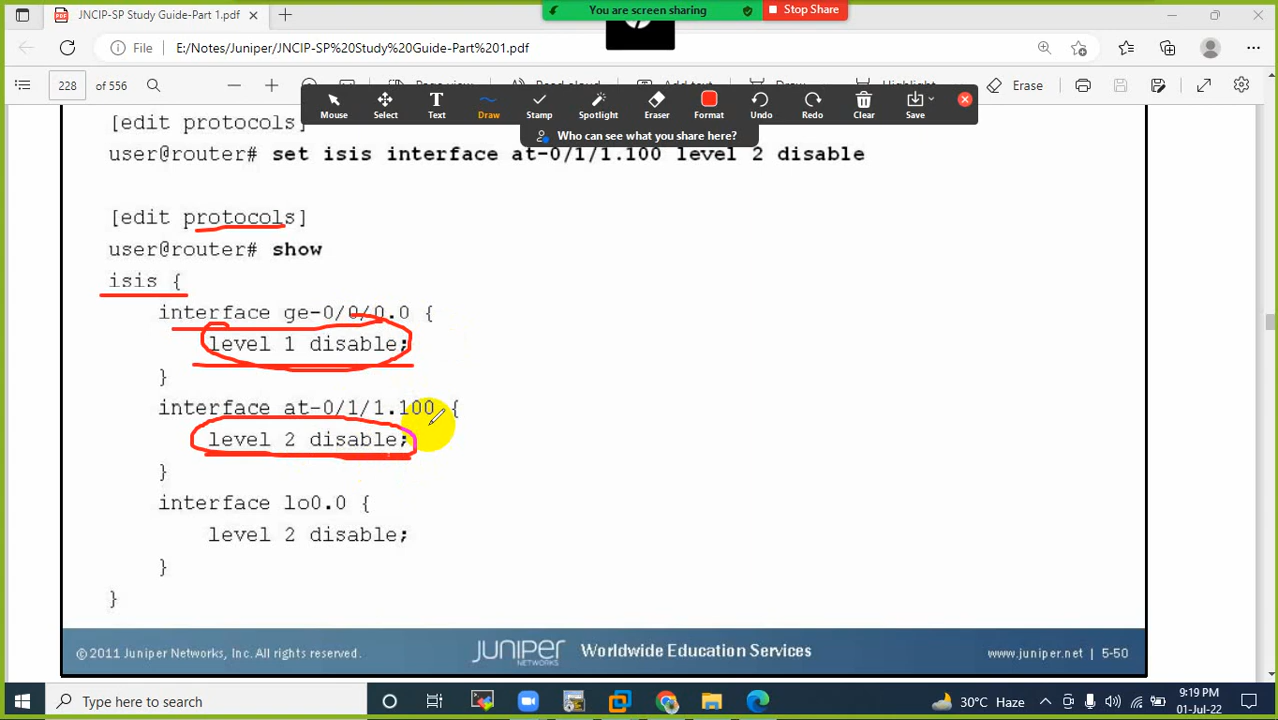 JNCIP-SP Study Guide-Part 1.pdf
You are screen sharing
Stop Share
File
E:/Notes/Juniper/JNCIP-SP%20Study%20Guide-Part%201.pdf
228 of 556
Erase
Mouse
Select
Text
Draw
Stamp
Spotlight
Eraser
Format
Undo
Redo
Clear
Save
Who can see what you share here?
[edit protocols]
user@router# set isis interface at-0/1/1.100 level 2 disable
[edit protocols]
user@router# show
isis {
interface ge-0/0/0.0 {
level 1 disable;
}
interface at-0/1/1.100 {
level 2 disable;
}
interface lo0.0 {
level 2 disable;
}
}
©2011 Juniper Networks, Inc. All rights reserved.
JUNIPER NETWORKS
Worldwide Education Services
www.juniper.net | 5-50
Type here to search
30°C Haze
9:19 PM
01-Jul-22